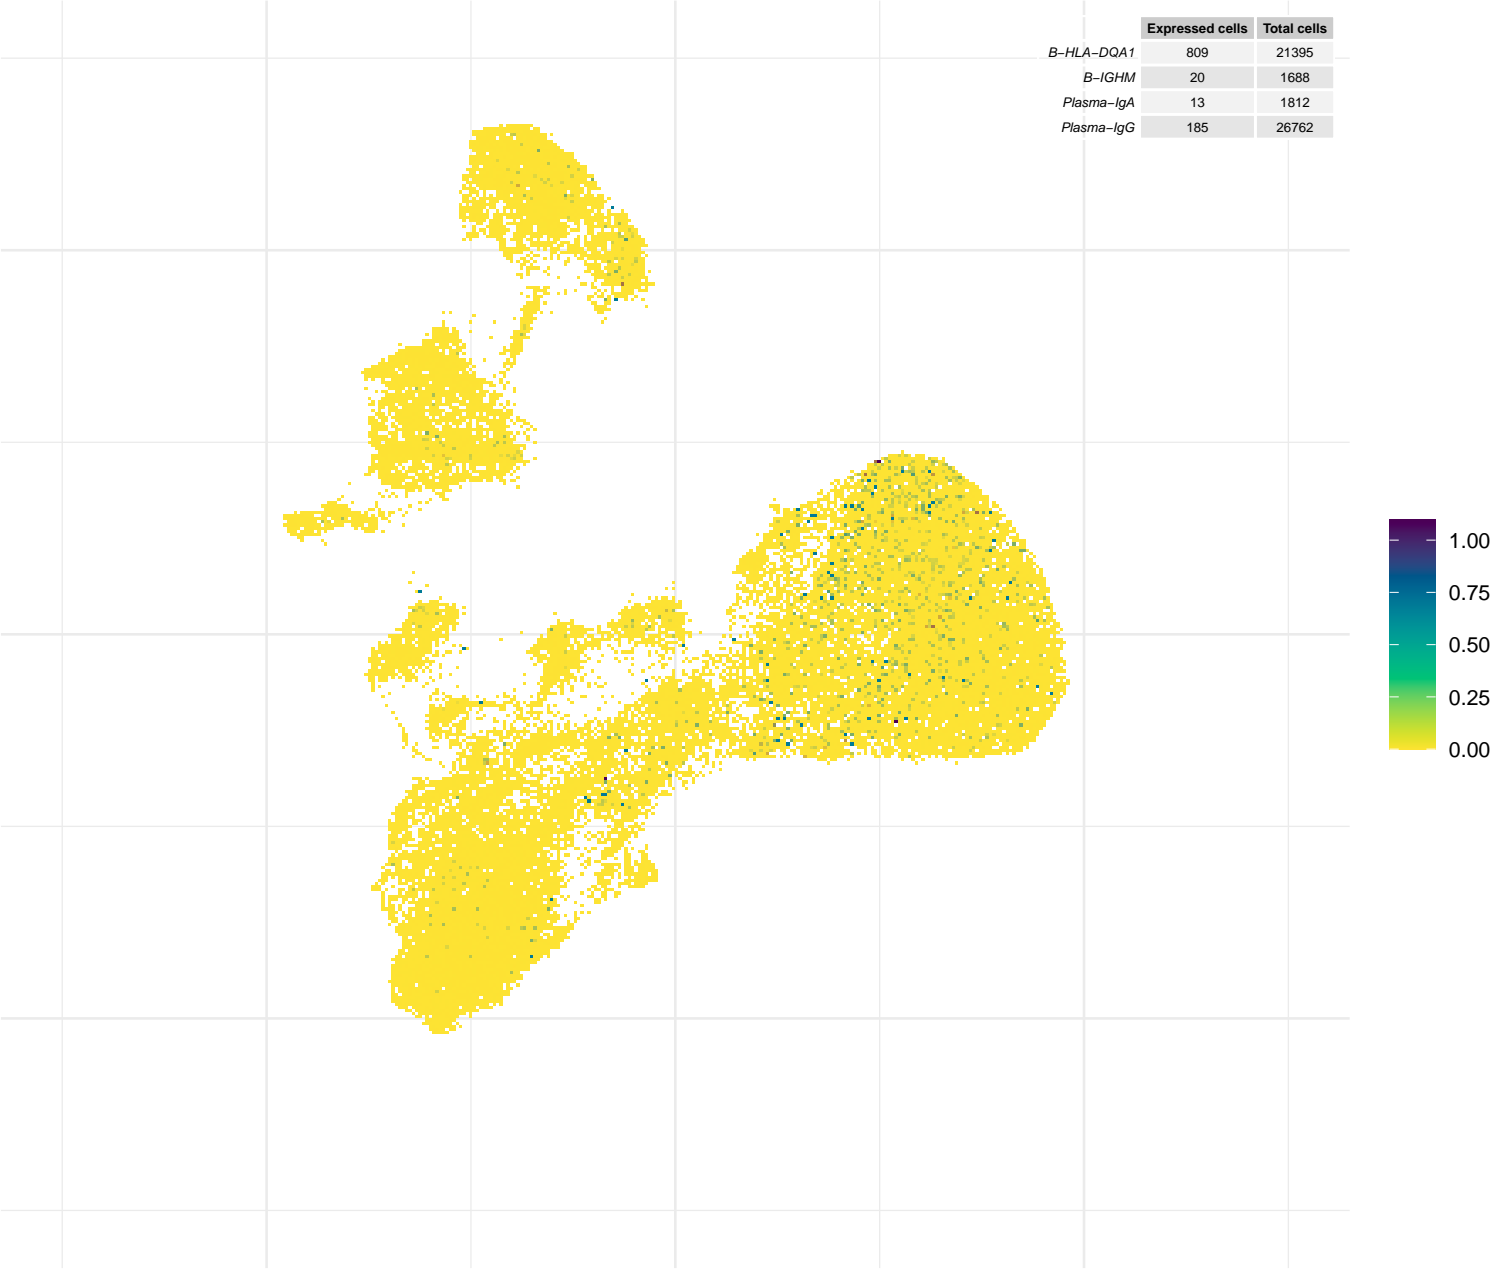 Expressed cells Total cells
B−HLA−DQA1 809 21395
B−IGHM 20 1688
Plasma−IgA 13 1812
Plasma−IgG 185 26762
1.00
0.75
0.50
0.25
0.00